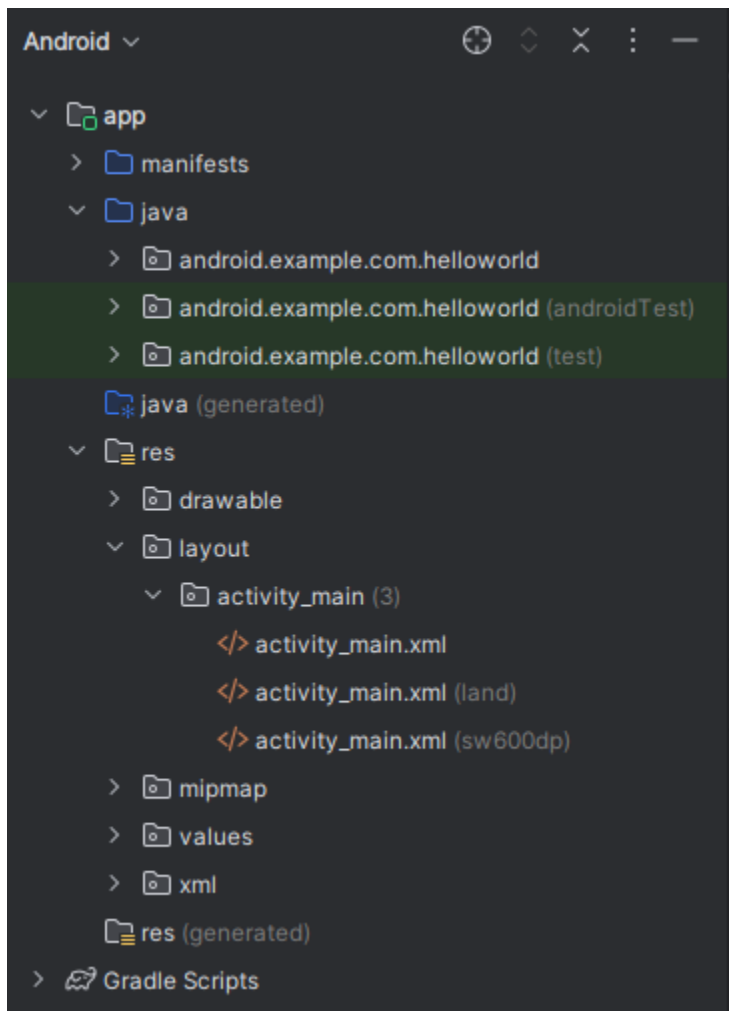 Android
app
manifests
java
android.example.com.helloworld
android.example.com.helloworld (androidTest)
android.example.com.helloworld (test)
java (generated)
res
drawable
layout
activity_main (3)
activity_main.xml
activity_main.xml (land)
activity_main.xml (sw600dp)
mipmap
values
xml
res (generated)
Gradle Scripts